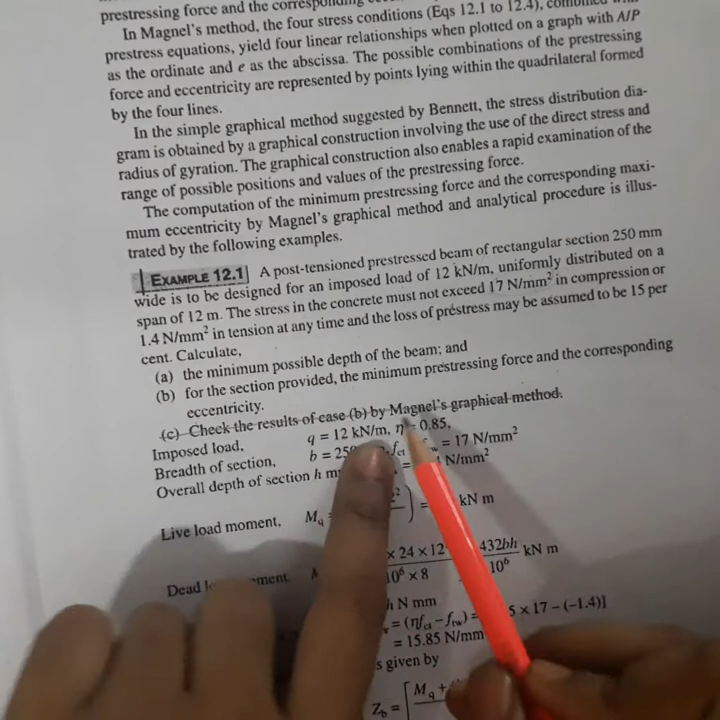 prestressing force and the corresponding
In Magnel's method, the four stress conditions (Eqs 12.1 to 12.4), combined with
prestress equations, yield four linear relationships when plotted on a graph with A/P
as the ordinate and e as the abscissa. The possible combinations of the prestressing
force and eccentricity are represented by points lying within the quadrilateral formed
by the four lines.
In the simple graphical method suggested by Bennett, the stress distribution dia-
gram is obtained by a graphical construction involving the use of the direct stress and
radius of gyration. The graphical construction also enables a rapid examination of the
range of possible positions and values of the prestressing force.
The computation of the minimum prestressing force and the corresponding maxi-
mum eccentricity by Magnel's graphical method and analytical procedure is illus-
trated by the following examples.
EXAMPLE 12.1 A post-tensioned prestressed beam of rectangular section 250 mm
wide is to be designed for an imposed load of 12 kN/m, uniformly distributed on a
span of 12 m. The stress in the concrete must not exceed 17 N/mm² in compression or
1.4 N/mm² in tension at any time and the loss of prestress may be assumed to be 15 per
cent. Calculate,
(a) the minimum possible depth of the beam; and
(b) for the section provided, the minimum prestressing force and the corresponding
eccentricity.
(c) Check the results of case (b) by Magnel's graphical method.
Imposed load, q = 12 kN/m, η = 0.85,
Breadth of section, b = 250 = 17 N/mm²
Overall depth of section h m N/mm²
Live load moment, M_q = kN m
Dead ment, × 24 × 12 / 10⁶ × 8 432bh / 10⁶ kN m
h N mm
= (ηf_ct − f_tw) = 5 × 17 − (−1.4)]
= 15.85 N/mm
s given by
Z_b = [ M_q +